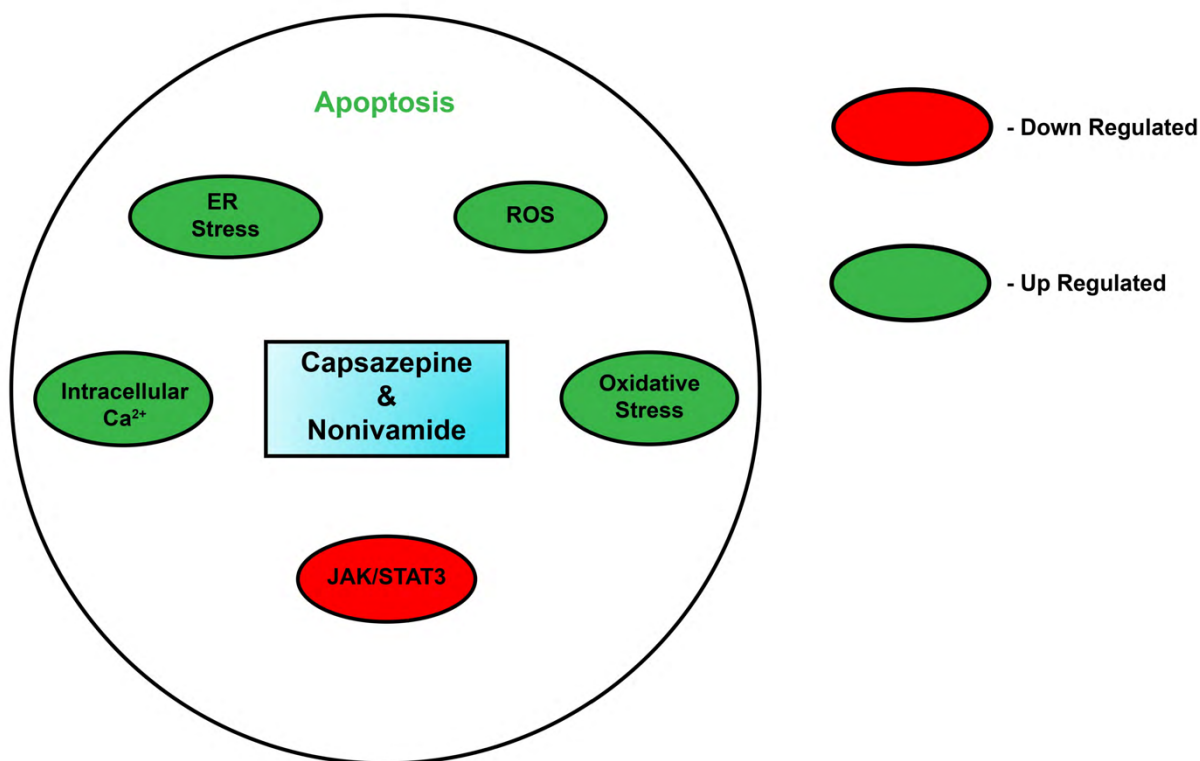 Apoptosis
ER
Stress
ROS
Intracellular
Ca²⁺
Capsazepine
&
Nonivamide
Oxidative
Stress
JAK/STAT3
- Down Regulated
- Up Regulated